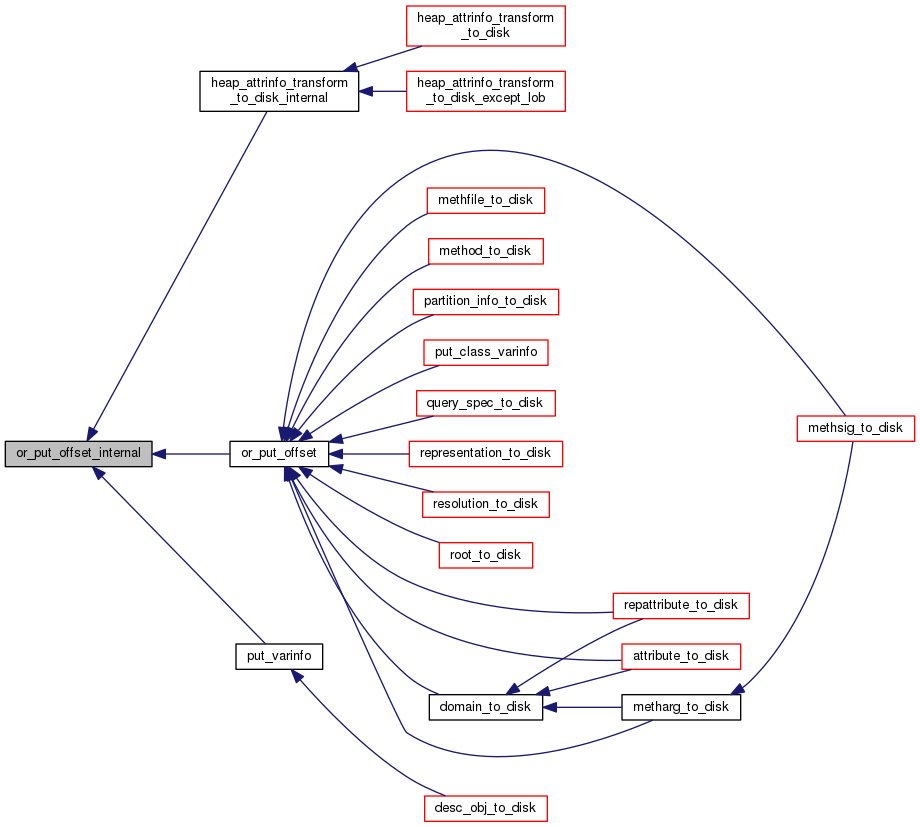 heap_attrinfo_transform
_to_disk
heap_attrinfo_transform
_to_disk_internal
heap_attrinfo_transform
_to_disk_except_lob
methfile_to_disk
method_to_disk
partition_info_to_disk
put_class_varinfo
query_spec_to_disk
methsig_to_disk
or_put_offset_internal
or_put_offset
representation_to_disk
resolution_to_disk
root_to_disk
repattribute_to_disk
put_varinfo
attribute_to_disk
domain_to_disk
metharg_to_disk
desc_obj_to_disk